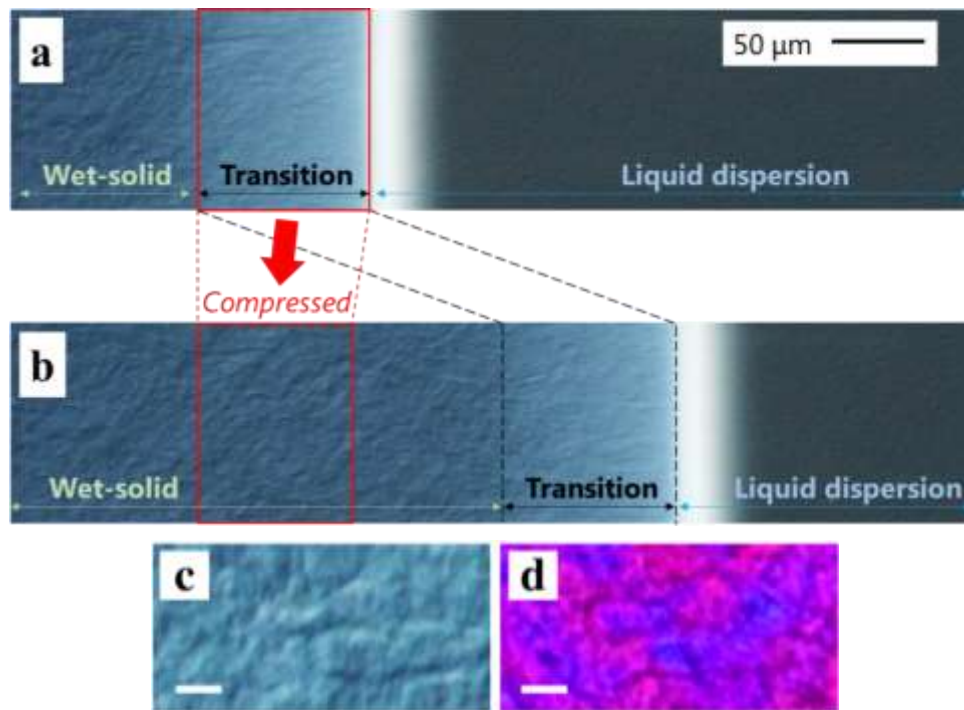 a
50 μm
Wet-solid Transition Liquid dispersion
Compressed
b
Wet-solid Transition Liquid dispersion
c d